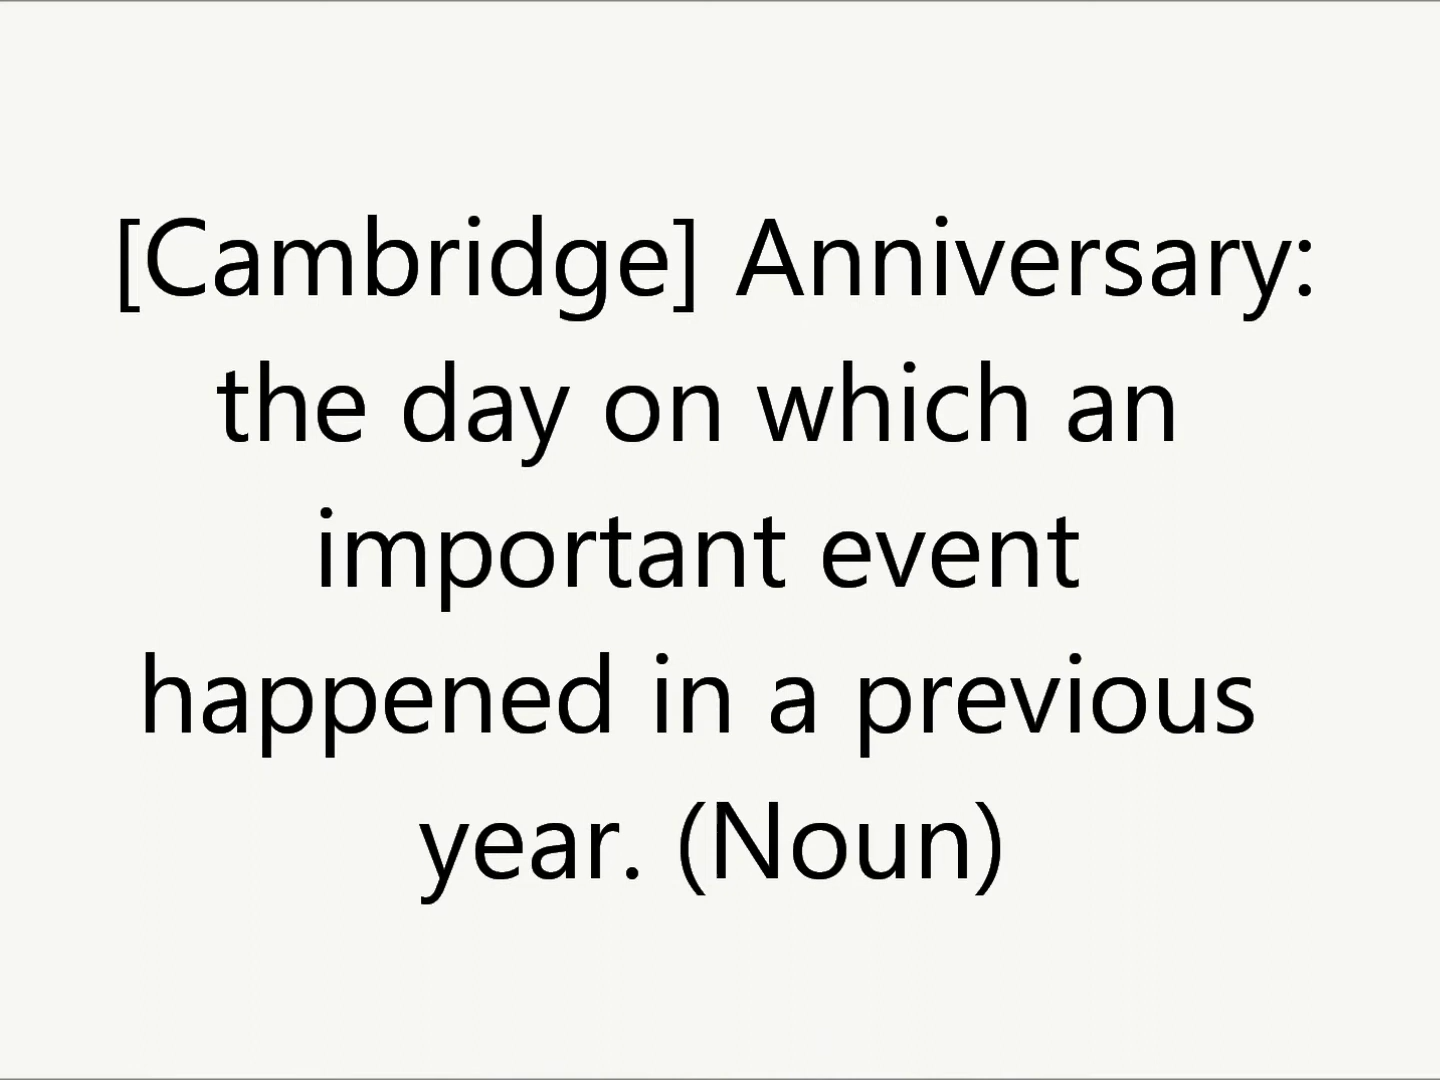 [Cambridge] Anniversary:
the day on which an
important event
happened in a previous
year. (Noun)